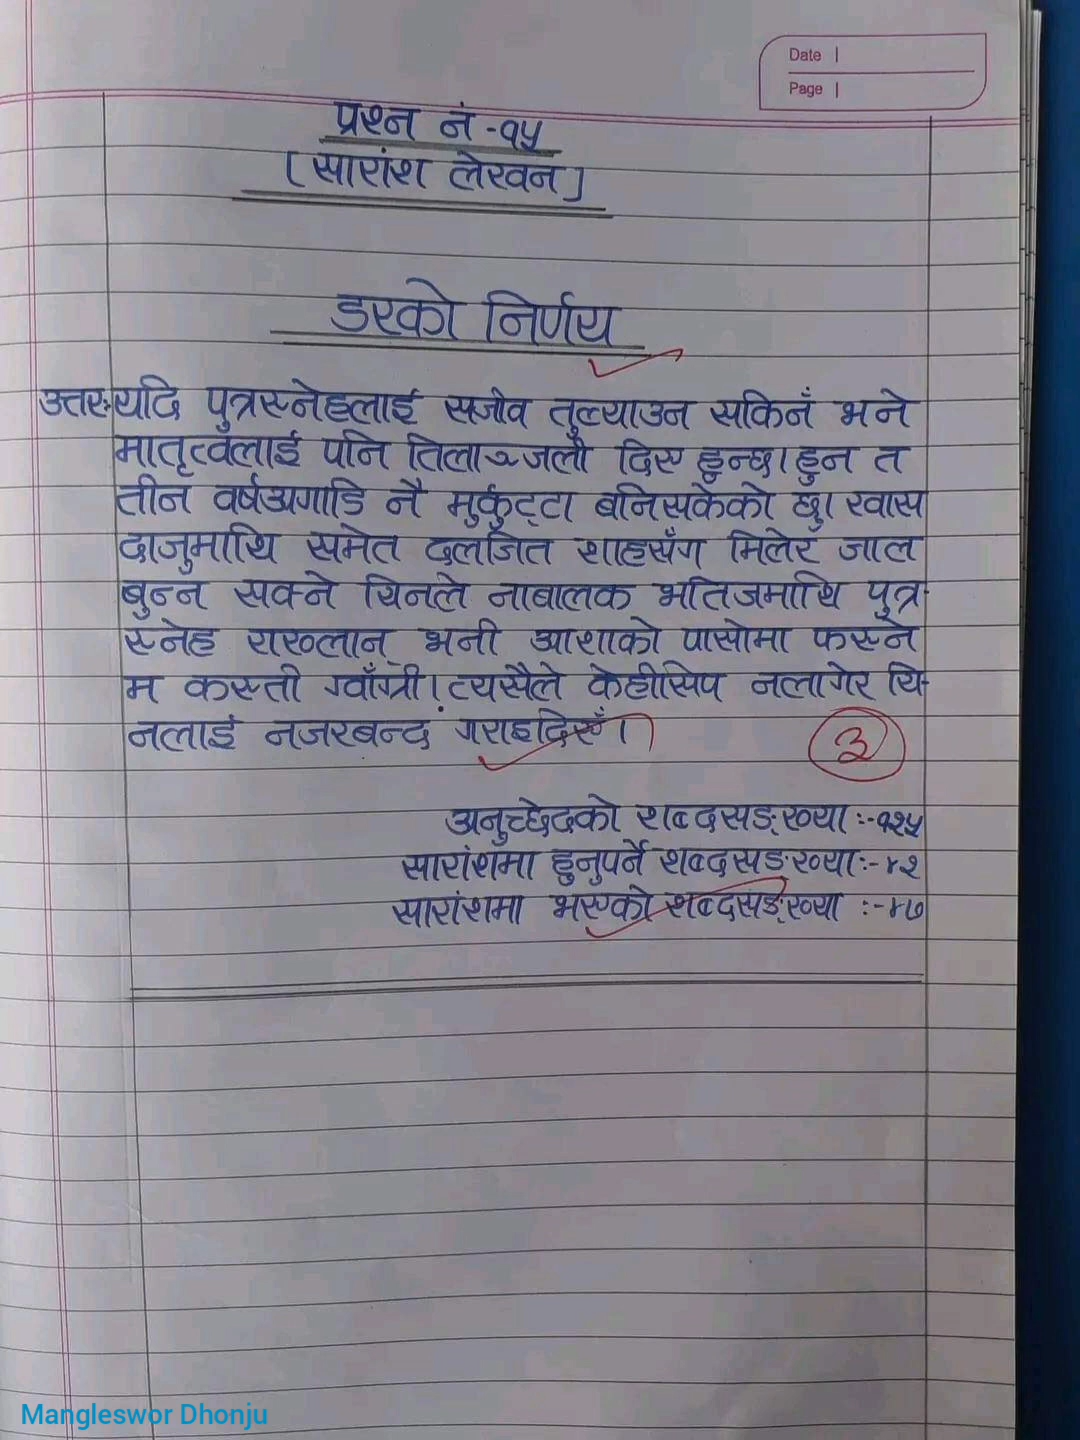 Date |
Page |
प्रश्न नं -१५
[सारांश लेखन]
डरको निर्णय
उत्तरः यदि पुत्रस्नेहलाई सजीव तुल्याउन सकिनँ भने
मातृत्वलाई पनि तिलाञ्जली दिए हुन्छ। हुन त
तीन वर्षअगाडि नै मुर्कुट्टा बनिसकेको छु। खास
दाजुमाथि समेत दलजित शाहसँग मिलेर जाल
बुन्न सक्ने यिनले नाबालक भतिजमाथि पुत्र-
स्नेह राख्लान् भनी आशाको पासोमा फस्ने
म कस्ती ग्वाँग्री। त्यसैले केहीसिप नलागेर यि-
नलाई नजरबन्द गराइदिएँ।
३
अनुच्छेदको शब्दसङ्ख्या :-१२५
सारांशमा हुनुपर्ने शब्दसङ्ख्याः-४२
सारांशमा भएको शब्दसङ्ख्या :-४७
Mangleswor Dhonju